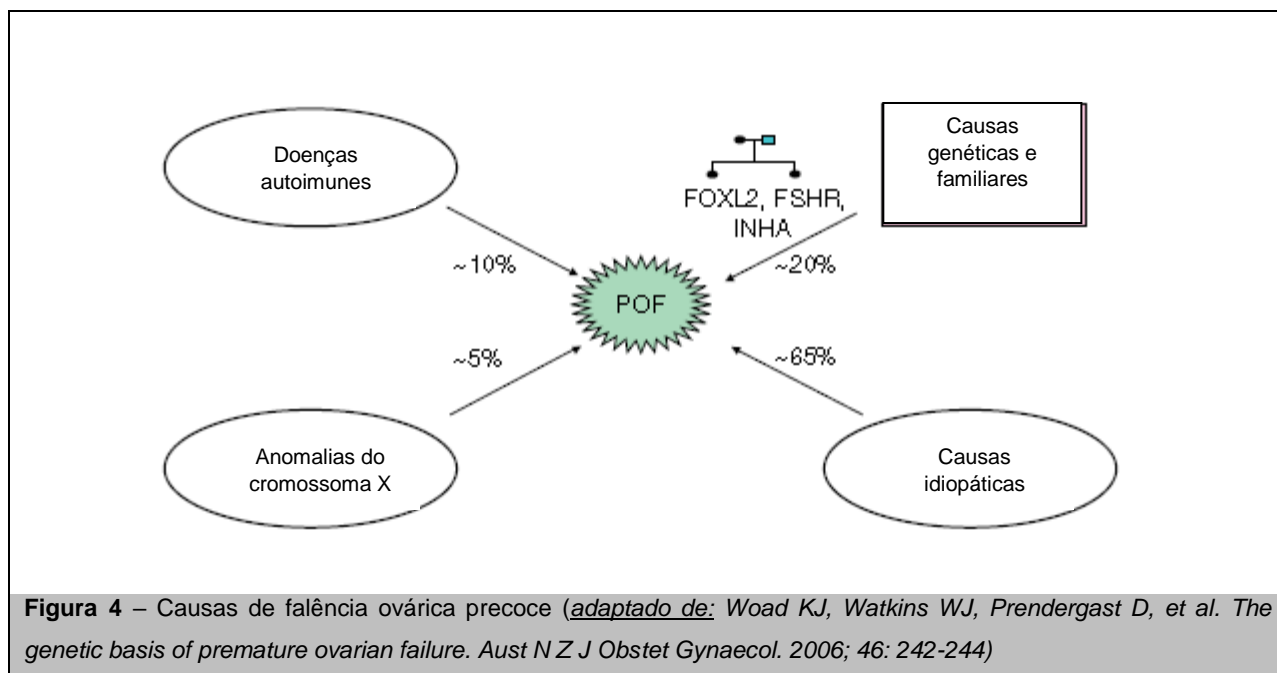 Doenças
autoimunes
Causas
genéticas e
familiares
FOXL2, FSHR,
INHA
~10%
~20%
POF
~5%
~65%
Anomalias do
cromossoma X
Causas
idiopáticas
Figura 4 – Causas de falência ovárica precoce (adaptado de: Woad KJ, Watkins WJ, Prendergast D, et al. The
genetic basis of premature ovarian failure. Aust N Z J Obstet Gynaecol. 2006; 46: 242-244)